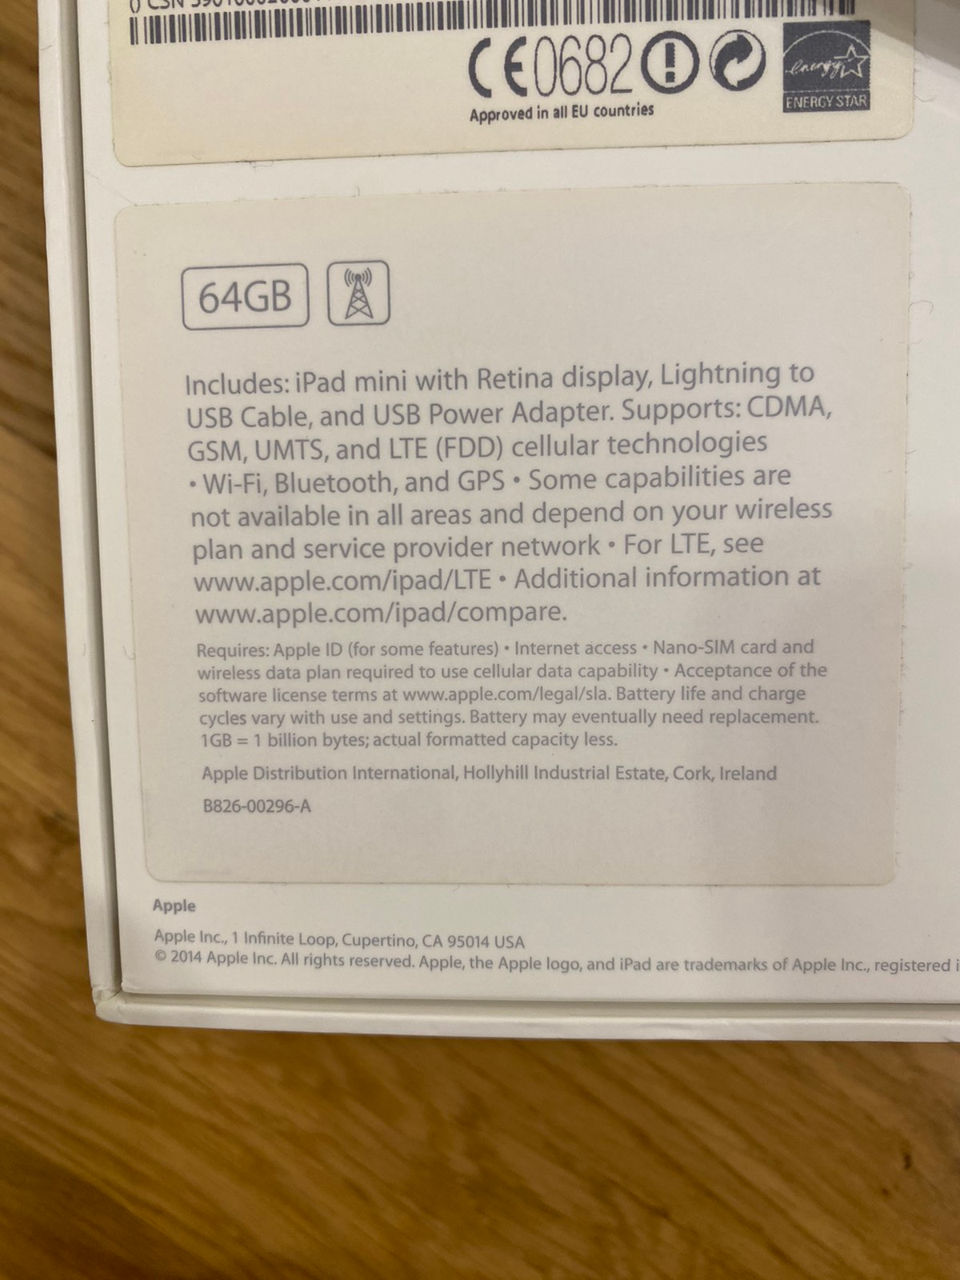 CSN
CE0682
Approved in all EU countries
energy
ENERGY STAR
64GB
Includes: iPad mini with Retina display, Lightning to
USB Cable, and USB Power Adapter. Supports: CDMA,
GSM, UMTS, and LTE (FDD) cellular technologies
• Wi-Fi, Bluetooth, and GPS • Some capabilities are
not available in all areas and depend on your wireless
plan and service provider network • For LTE, see
www.apple.com/ipad/LTE • Additional information at
www.apple.com/ipad/compare.
Requires: Apple ID (for some features) • Internet access • Nano-SIM card and
wireless data plan required to use cellular data capability • Acceptance of the
software license terms at www.apple.com/legal/sla. Battery life and charge
cycles vary with use and settings. Battery may eventually need replacement.
1GB = 1 billion bytes; actual formatted capacity less.
Apple Distribution International, Hollyhill Industrial Estate, Cork, Ireland
B826-00296-A
Apple
Apple Inc., 1 Infinite Loop, Cupertino, CA 95014 USA
© 2014 Apple Inc. All rights reserved. Apple, the Apple logo, and iPad are trademarks of Apple Inc., registered i